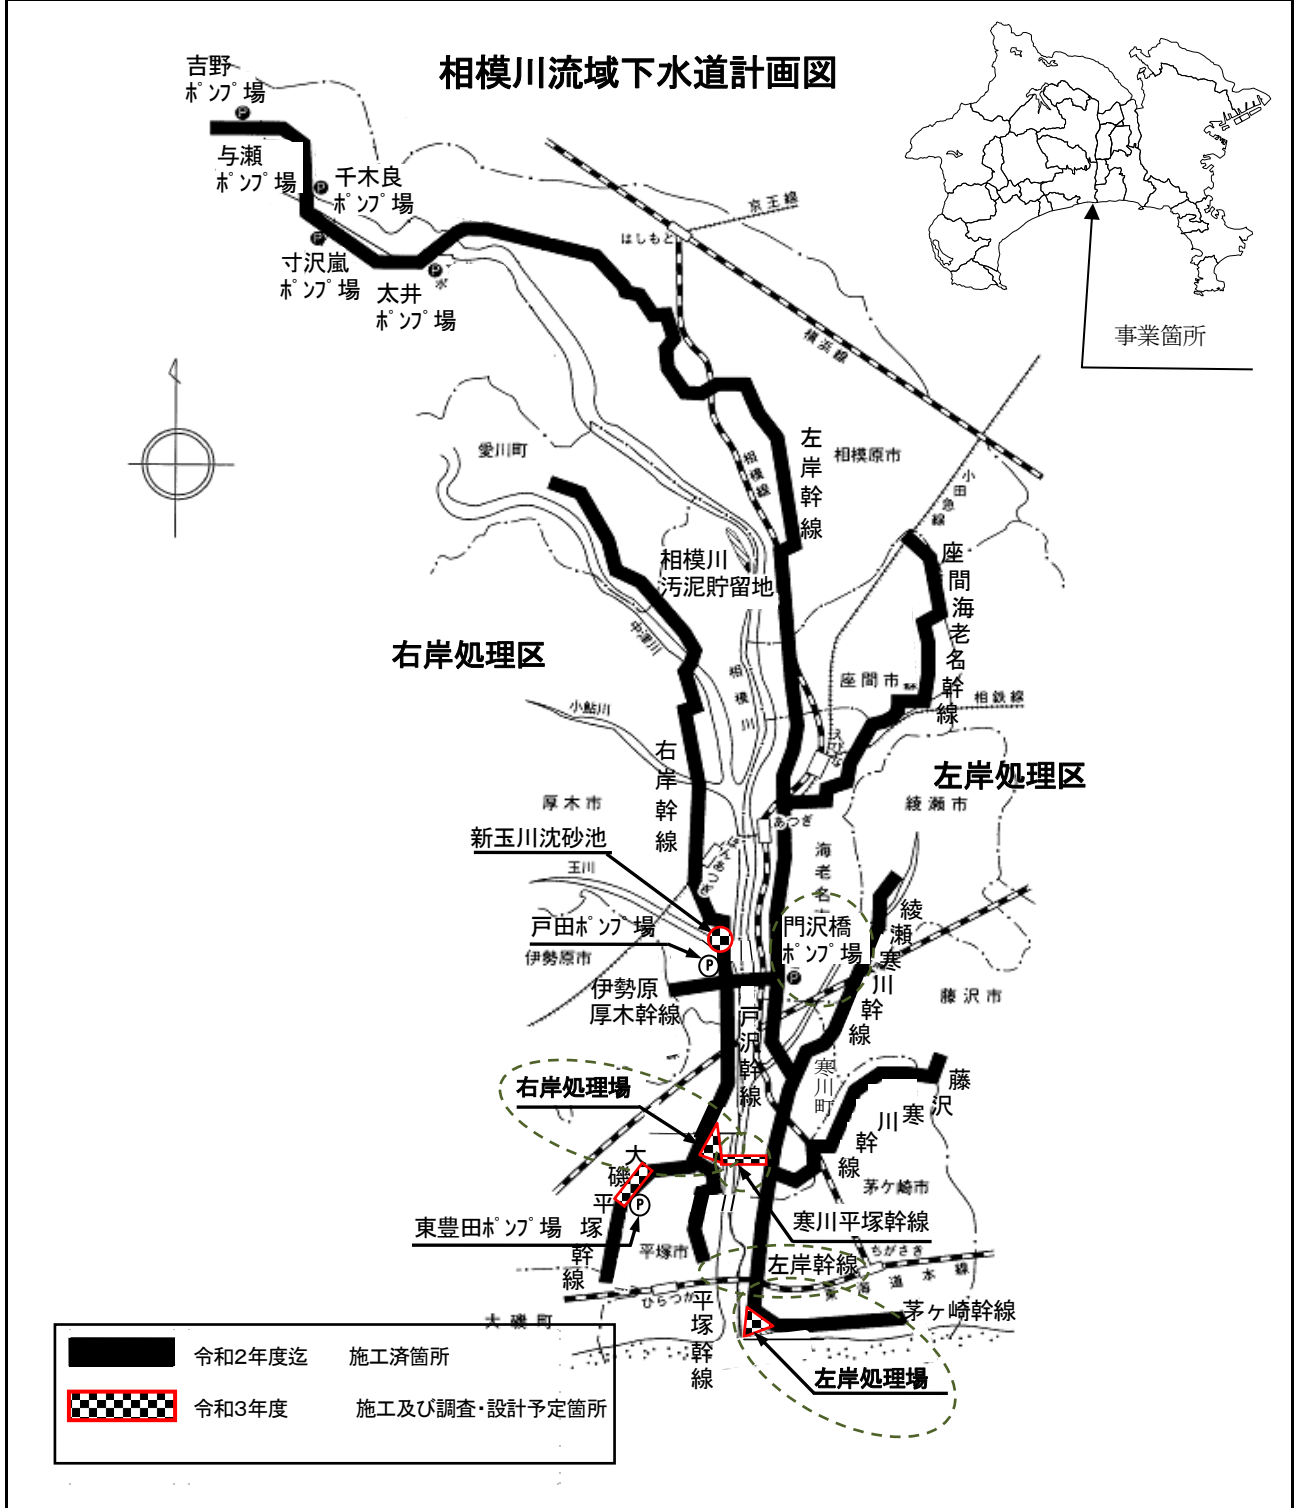 相模川流域下水道計画図
吉野
ﾎﾟﾝﾌﾟ場
与瀬
ﾎﾟﾝﾌﾟ場
千木良
ﾎﾟﾝﾌﾟ場
寸沢嵐
ﾎﾟﾝﾌﾟ場
太井
ﾎﾟﾝﾌﾟ場
京王線
はしもと
横浜線
事業箇所
愛川町
相模線
左岸幹線
相模原市
小田急線
相模川
汚泥貯留地
座間海老名幹線
中津川
右岸処理区
相模川
座間市
相鉄線
小鮎川
えびな
右岸幹線
左岸処理区
厚木市
綾瀬市
あつぎ
新玉川沈砂池
ほんあつぎ
海老名市
玉川
戸田ﾎﾟﾝﾌﾟ場
門沢橋
ﾎﾟﾝﾌﾟ場
綾瀬寒川幹線
伊勢原市
伊勢原
厚木幹線
藤沢市
戸沢幹線
寒川町
右岸処理場
藤沢寒川幹線
大磯平塚幹線
茅ケ崎市
東豊田ﾎﾟﾝﾌﾟ場
寒川平塚幹線
平塚市
左岸幹線
ちがさき
東海道本線
ひらつか
平塚幹線
茅ヶ崎幹線
大磯町
左岸処理場
令和2年度迄 施工済箇所
令和3年度 施工及び調査・設計予定箇所